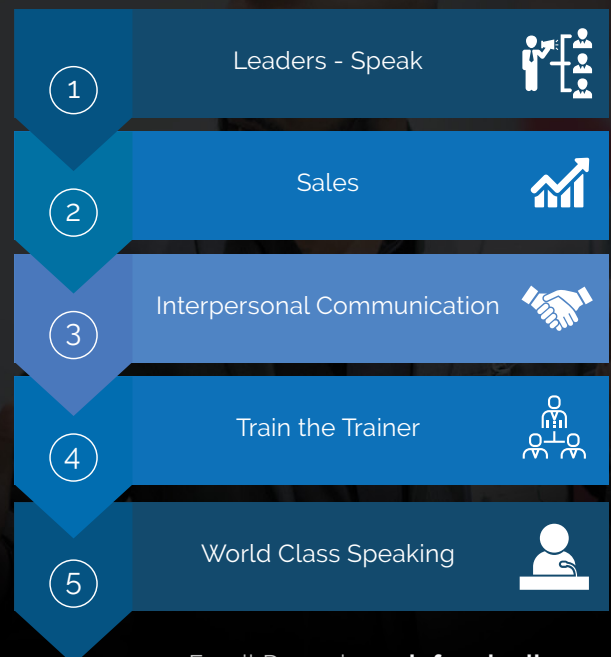 1
Leaders - Speak
2
Sales
3
Interpersonal Communication
4
Train the Trainer
5
World Class Speaking